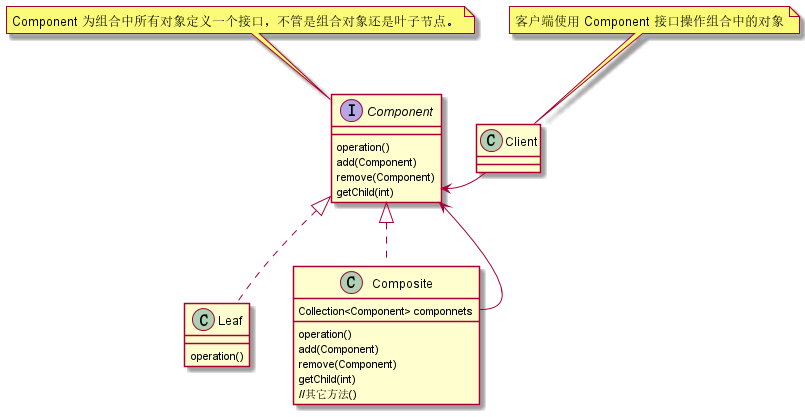 Component 为组合中所有对象定义一个接口，不管是组合对象还是叶子节点。
客户端使用 Component 接口操作组合中的对象
I Component
operation()
add(Component)
remove(Component)
getChild(int)
C Client
C Leaf
operation()
C Composite
Collection<Component> componnets
operation()
add(Component)
remove(Component)
getChild(int)
//其它方法()